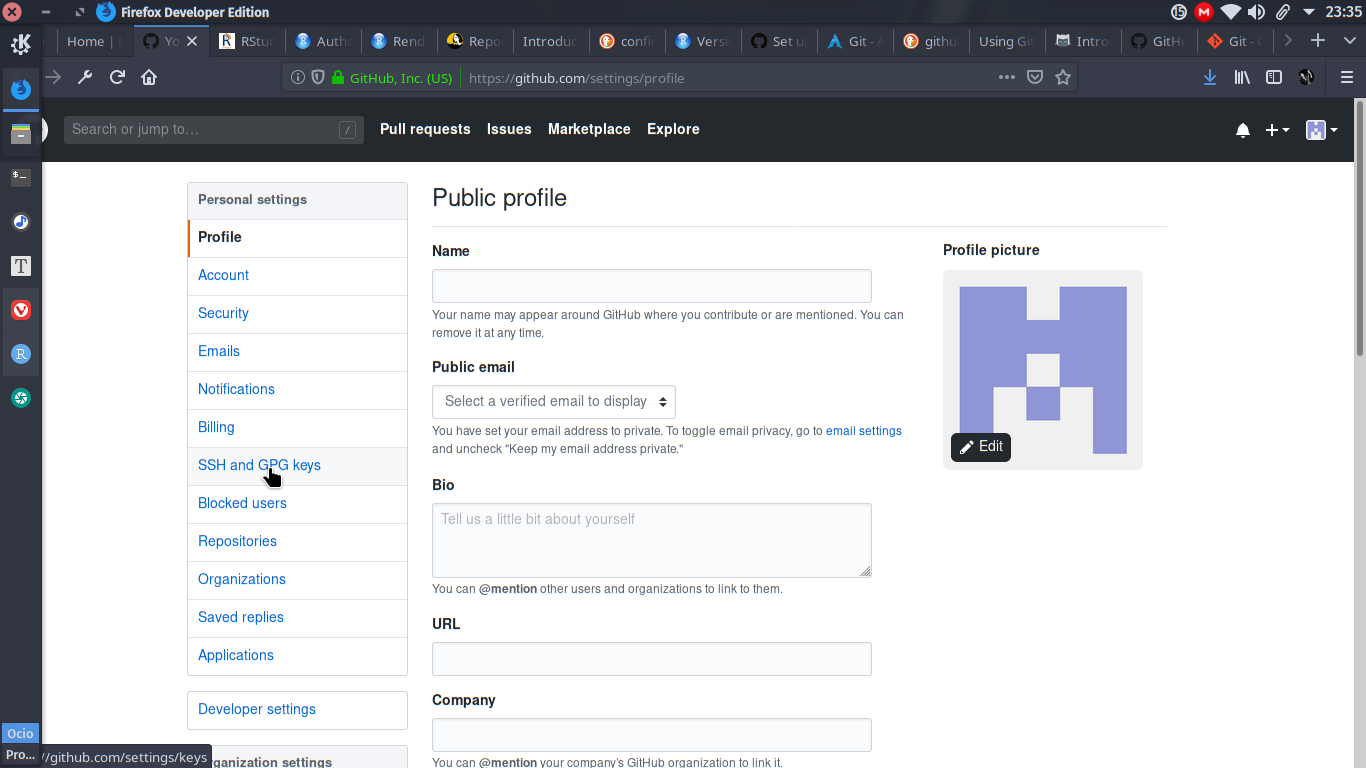 Firefox Developer Edition
23:35
Home |
Yo
RStu
Auth
Rend
Repo
Introduc
config
Versi
Set u
Git - A
githu
Using Git
Intro
GitHu
Git - C
GitHub, Inc. (US)
https://github.com/settings/profile
Search or jump to…
/
Pull requests
Issues
Marketplace
Explore
Personal settings
Profile
Account
Security
Emails
Notifications
Billing
SSH and GPG keys
Blocked users
Repositories
Organizations
Saved replies
Applications
Developer settings
rganization settings
Public profile
Name
Your name may appear around GitHub where you contribute or are mentioned. You can
remove it at any time.
Public email
Select a verified email to display
You have set your email address to private. To toggle email privacy, go to email settings
and uncheck "Keep my email address private."
Bio
Tell us a little bit about yourself
You can @mention other users and organizations to link to them.
URL
Company
You can @mention your company's GitHub organization to link it.
Profile picture
Edit
Ocio
Pro...
//github.com/settings/keys